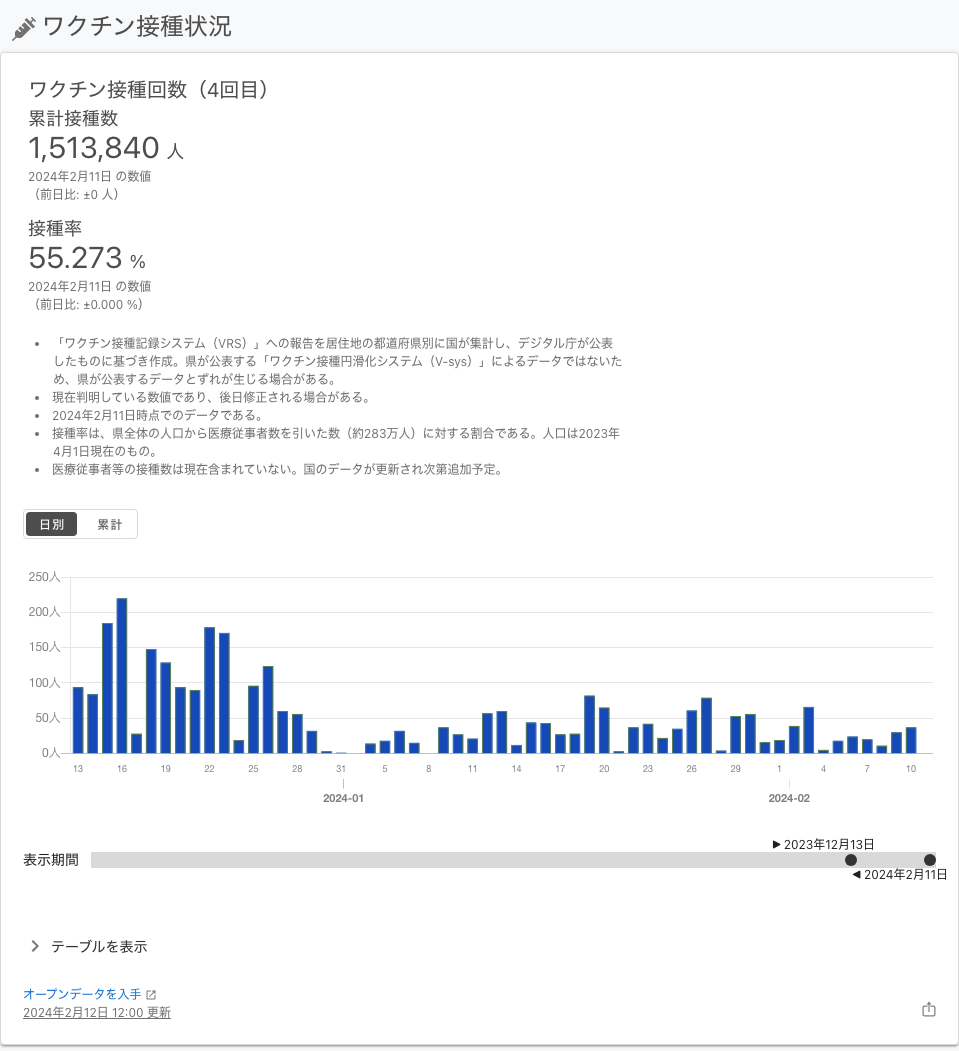 ワクチン接種状況
ワクチン接種回数（4回目）
累計接種数
1,513,840 人
2024年2月11日 の数値
（前日比: ±0 人）
接種率
55.273 %
2024年2月11日 の数値
（前日比: ±0.000 %）
• 「ワクチン接種記録システム（VRS）」への報告を居住地の都道府県別に国が集計し、デジタル庁が公表
したものに基づき作成。県が公表する「ワクチン接種円滑化システム（V-sys）」によるデータではないた
め、県が公表するデータとずれが生じる場合がある。
• 現在判明している数値であり、後日修正される場合がある。
• 2024年2月11日時点でのデータである。
• 接種率は、県全体の人口から医療従事者数を引いた数（約283万人）に対する割合である。人口は2023年
4月1日現在のもの。
• 医療従事者等の接種数は現在含まれていない。国のデータが更新され次第追加予定。
日別 累計
250人
200人
150人
100人
50人
0人
13 16 19 22 25 28 31 5 8 11 14 17 20 23 26 29 1 4 7 10
2024-01 2024-02
▶ 2023年12月13日
表示期間
◀ 2024年2月11日
テーブルを表示
オープンデータを入手
2024年2月12日 12:00 更新